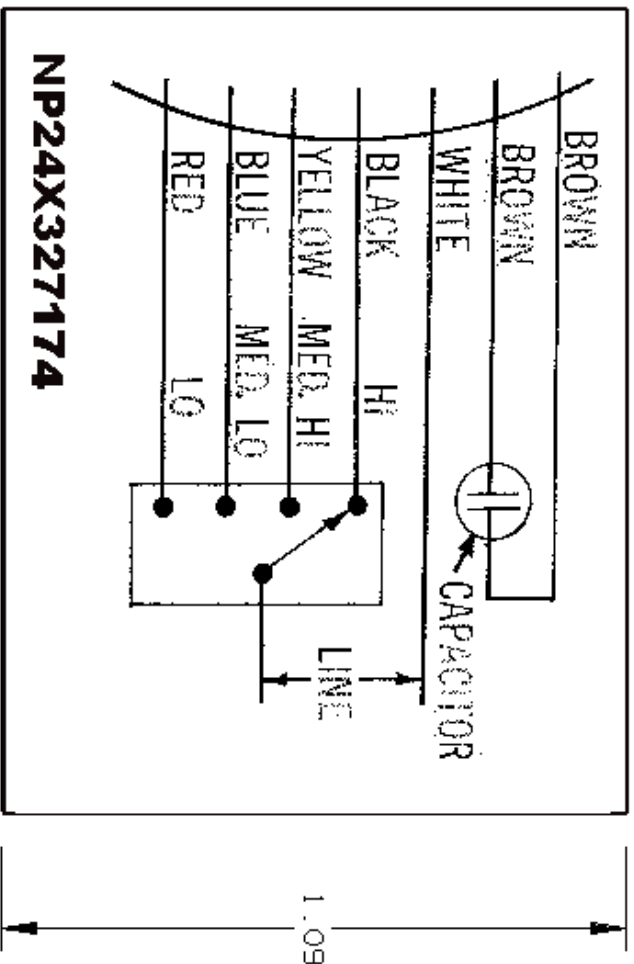 BROWN
BROWN
CAPACITOR
WHITE
LINE
BLACK HI
YELLOW MED. HI
BLUE MED. LO
RED LO
NP24X327174
1.09